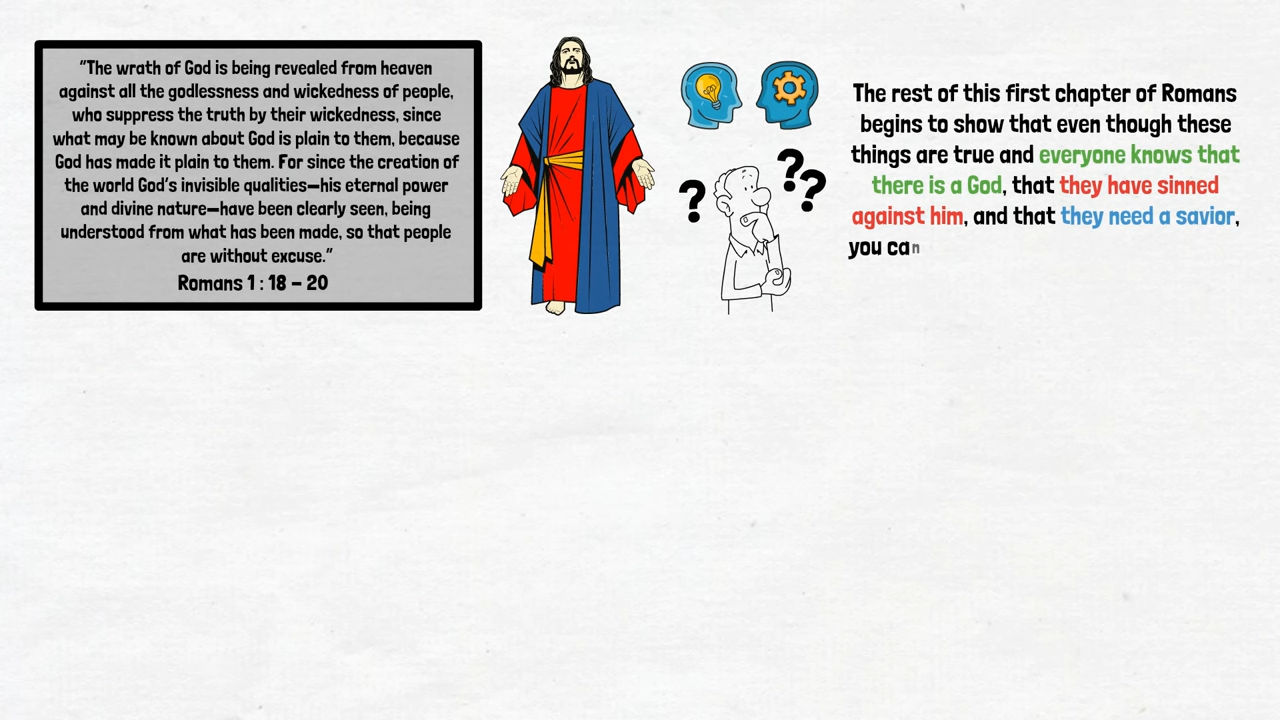 "The wrath of God is being revealed from heaven
against all the godlessness and wickedness of people,
who suppress the truth by their wickedness, since
what may be known about God is plain to them, because
God has made it plain to them. For since the creation of
the world God's invisible qualities—his eternal power
and divine nature—have been clearly seen, being
understood from what has been made, so that people
are without excuse."
Romans 1 : 18 – 20
? ? ?
The rest of this first chapter of Romans
begins to show that even though these
things are true and everyone knows that
there is a God, that they have sinned
against him, and that they need a savior,
you can